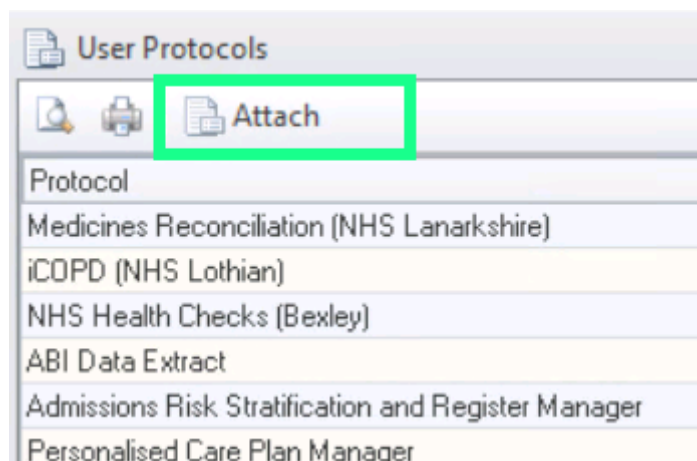 User Protocols
Attach
Protocol
Medicines Reconciliation (NHS Lanarkshire)
iCOPD (NHS Lothian)
NHS Health Checks (Bexley)
ABI Data Extract
Admissions Risk Stratification and Register Manager
Personalised Care Plan Manager